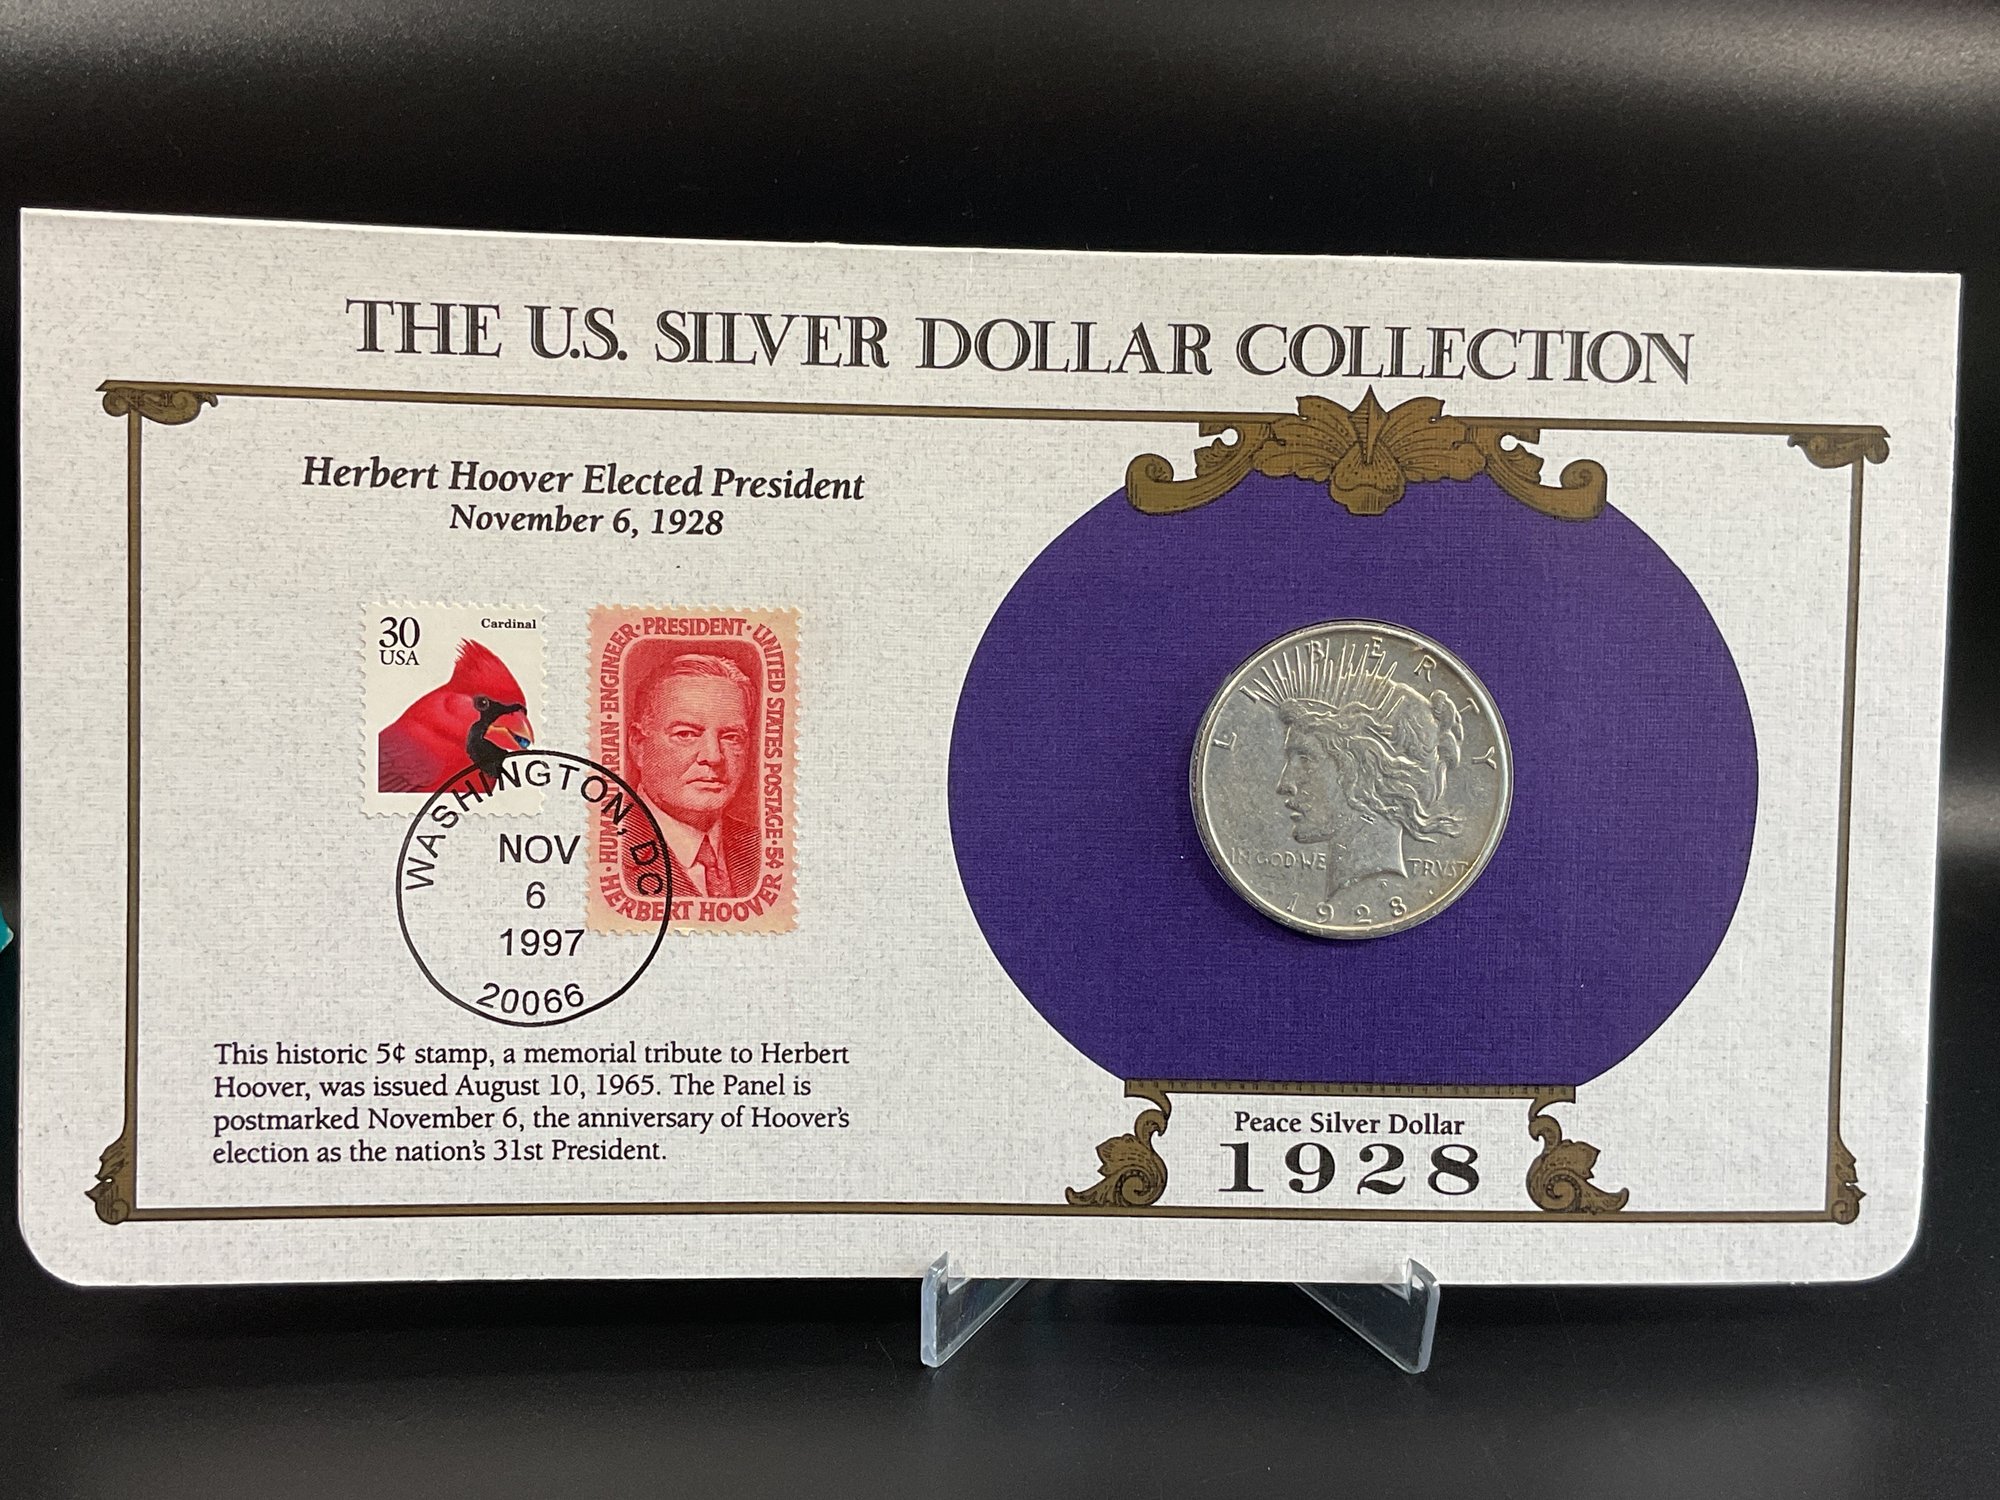 THE U.S. SILVER DOLLAR COLLECTION
Herbert Hoover Elected President
November 6, 1928
30
USA
Cardinal
HUMANITARIAN·ENGINEER·PRESIDENT·UNITED STATES POSTAGE·5¢
HERBERT HOOVER
WASHINGTON, DC
NOV
6
1997
20066
This historic 5¢ stamp, a memorial tribute to Herbert
Hoover, was issued August 10, 1965. The Panel is
postmarked November 6, the anniversary of Hoover's
election as the nation's 31st President.
LIBERTY
IN GOD WE TRVST
1928
Peace Silver Dollar
1928